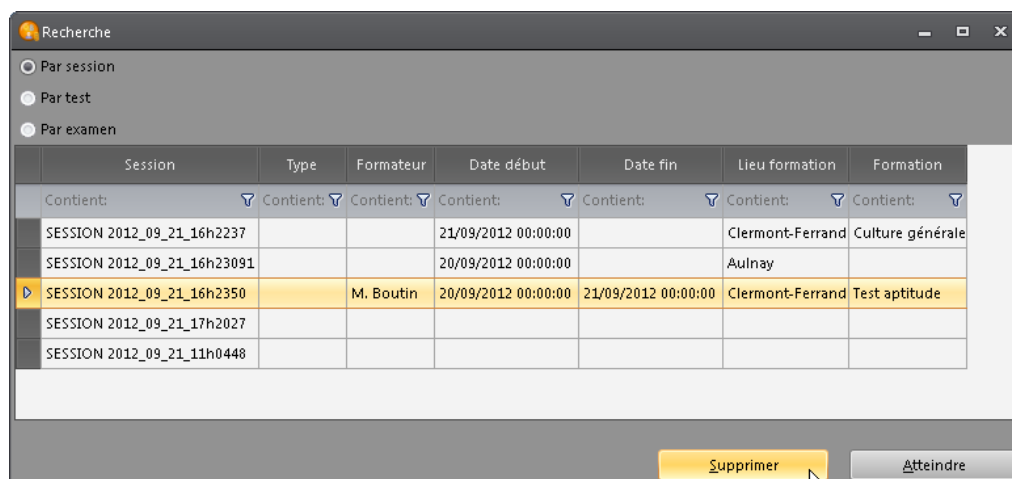 Recherche
Par session
Par test
Par examen
Session Type Formateur Date début Date fin Lieu formation Formation
Contient: Contient: Contient: Contient: Contient: Contient: Contient:
SESSION 2012_09_21_16h2237 21/09/2012 00:00:00 Clermont-Ferrand Culture générale
SESSION 2012_09_21_16h23091 20/09/2012 00:00:00 Aulnay
SESSION 2012_09_21_16h2350 M. Boutin 20/09/2012 00:00:00 21/09/2012 00:00:00 Clermont-Ferrand Test aptitude
SESSION 2012_09_21_17h2027
SESSION 2012_09_21_11h0448
Supprimer Atteindre